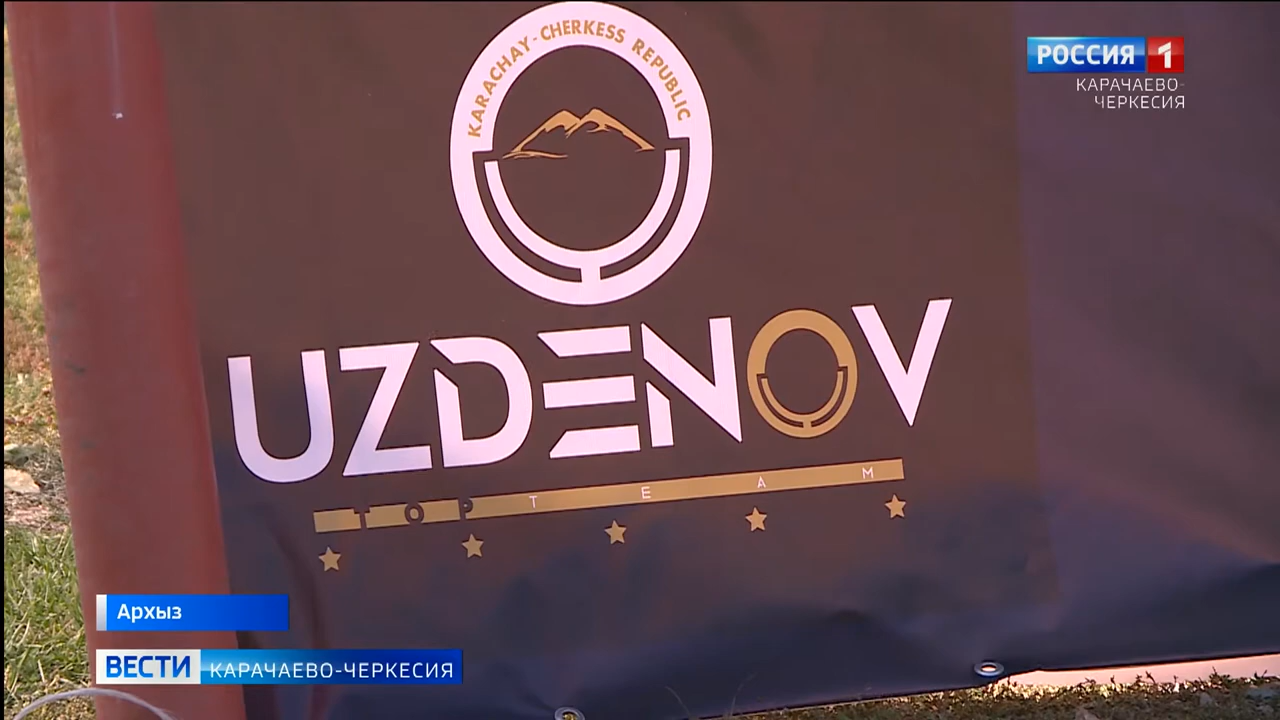 KARACHAY-CHERKESS REPUBLIC
РОССИЯ 1
КАРАЧАЕВО-
ЧЕРКЕСИЯ
UZDENOV
TOP TEAM
Архыз
ВЕСТИ КАРАЧАЕВО-ЧЕРКЕСИЯ